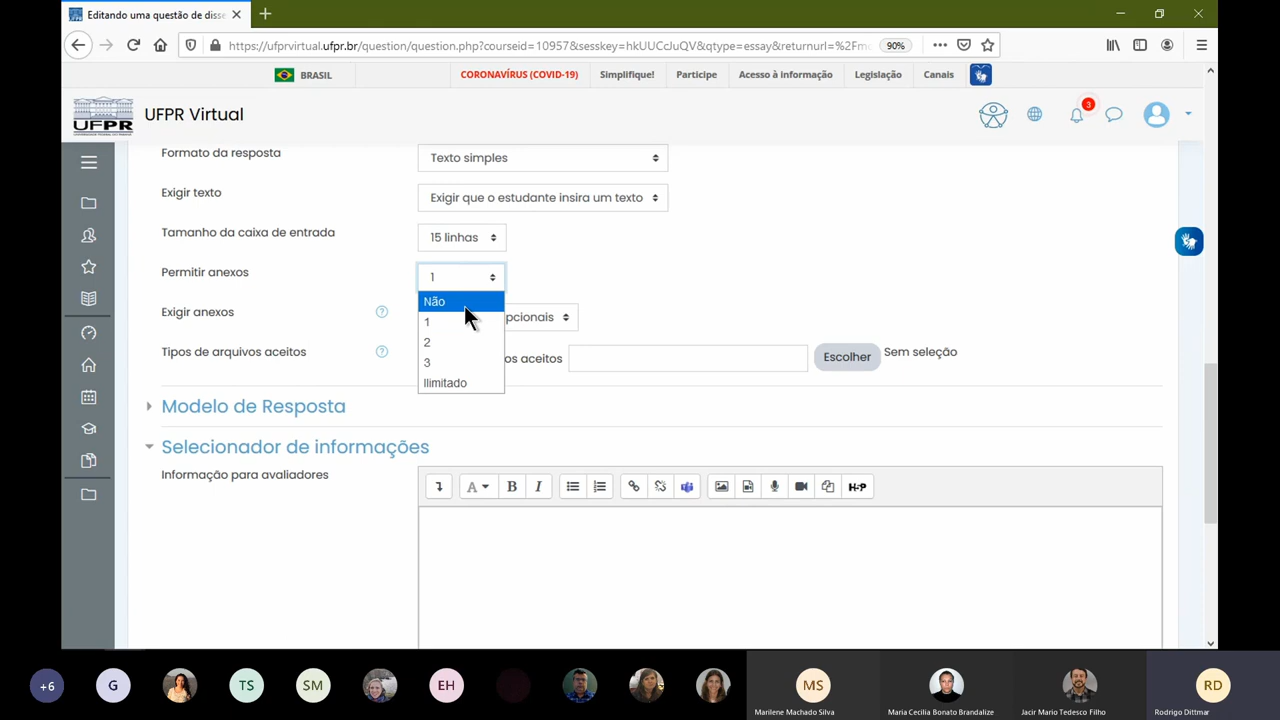 Editando uma questão de disse
https://ufprvirtual.ufpr.br/question/question.php?courseid=10957&sesskey=hkUUCcJuQV&qtype=essay&returnurl=%2Fmo
90%
BRASIL
CORONAVÍRUS (COVID-19)
Simplifique!
Participe
Acesso à informação
Legislação
Canais
UFPR
UFPR Virtual
3
Formato da resposta
Texto simples
Exigir texto
Exigir que o estudante insira um texto
Tamanho da caixa de entrada
15 linhas
Permitir anexos
1
Não
1
2
3
Ilimitado
Exigir anexos
pcionais
Tipos de arquivos aceitos
os aceitos
Escolher
Sem seleção
Modelo de Resposta
Selecionador de informações
Informação para avaliadores
A
B
I
H-P
+6
G
TS
SM
EH
MS
RD
Marilene Machado Silva
Maria Cecilia Bonato Brandalize
Jacir Mario Tedesco Filho
Rodrigo Dittmar